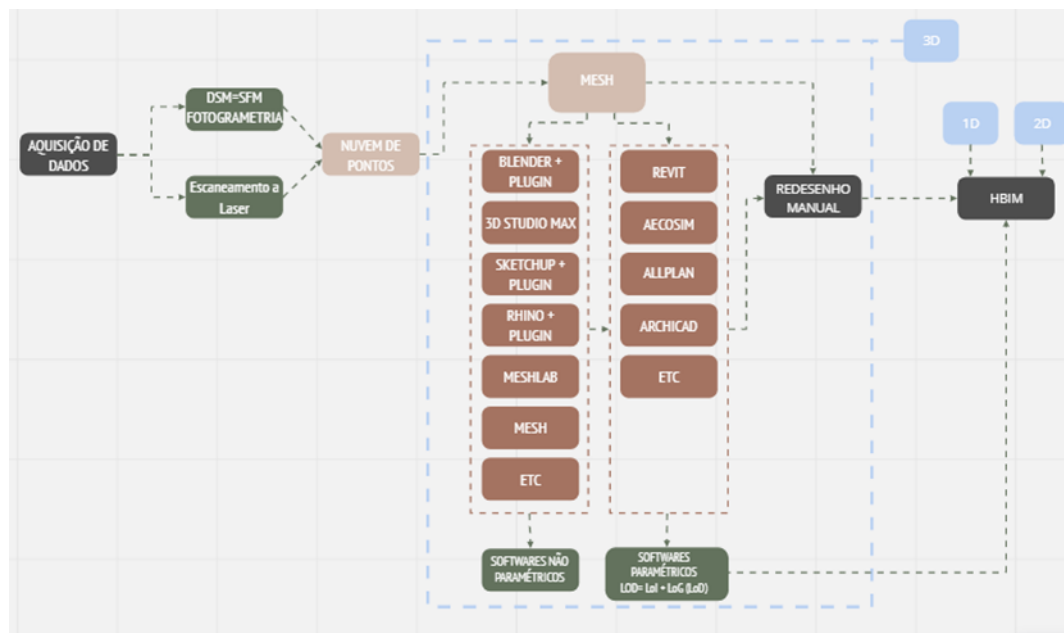 3D
MESH
DSM=SFM
FOTOGRAMETRIA
AQUISIÇÃO DE
DADOS
NUVEM DE
PONTOS
Escaneamento a
Laser
BLENDER +
PLUGIN
3D STUDIO MAX
SKETCHUP +
PLUGIN
RHINO +
PLUGIN
MESHLAB
MESH
ETC
REVIT
AECOSIM
ALLPLAN
ARCHICAD
ETC
REDESENHO
MANUAL
1D
2D
HBIM
SOFTWARES NÃO
PARAMÉTRICOS
SOFTWARES
PARAMÉTRICOS
LOD= LoI + LoG (LoD)